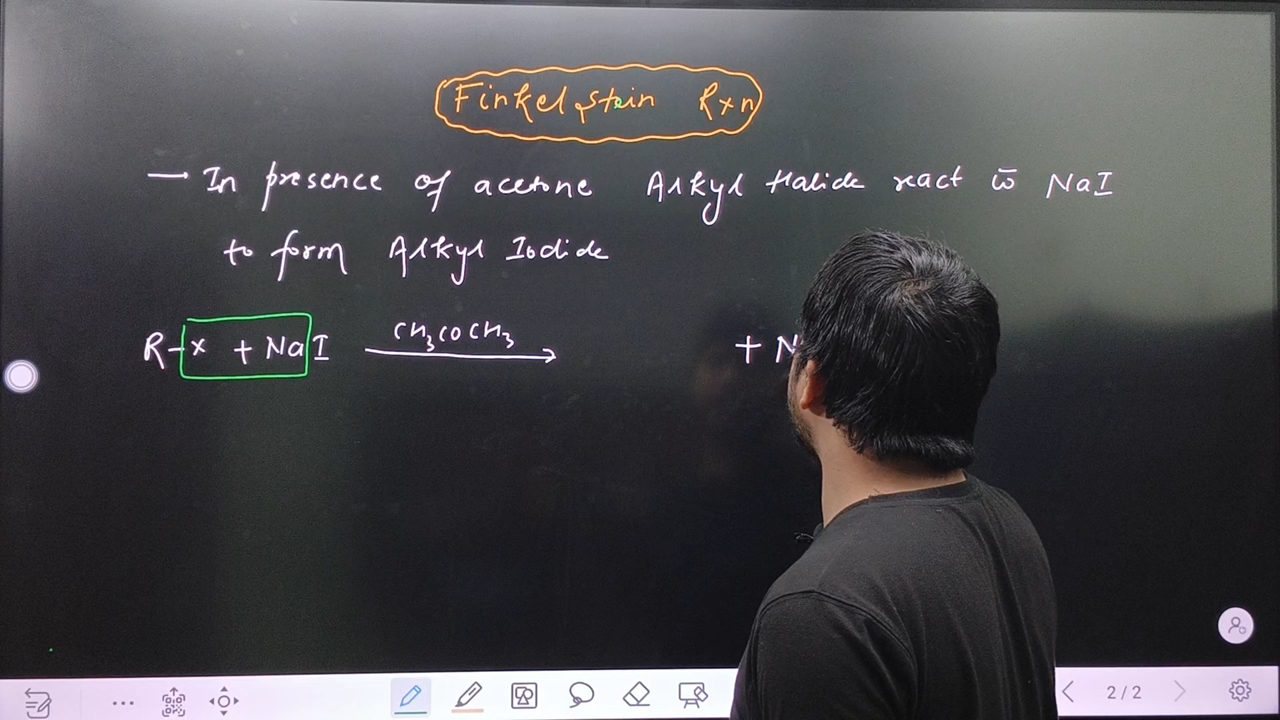 Finkelstein Rxn
→ In presence of acetone Alkyl Halide react w̄ NaI
to form Alkyl Iodide
R-X + NaI CH₃COCH₃ → + N
2/2